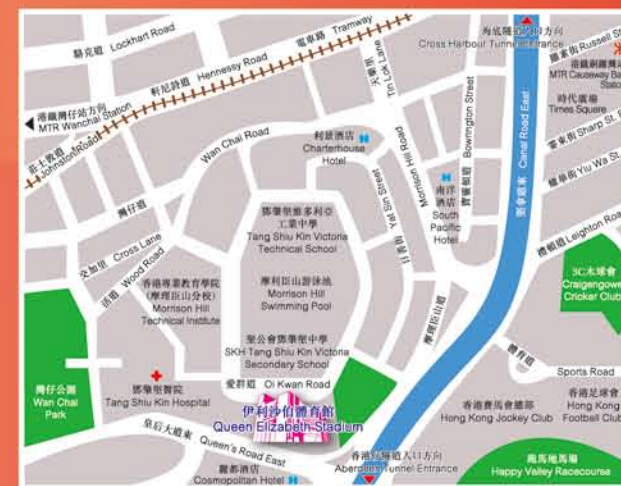 駱克道 Lockhart Road
電車路 Tramway
軒尼詩道 Hennessy Road
天樂里 Tin Lok Lane
海底隧道入口方向
Cross Harbour Tunnel Entrance
羅素街 Russell St
港鐵銅鑼灣站
MTR Causeway Ba
Station
時代廣場
Times Square
霎東街 Sharp St. E
耀華街 Yiu Wa St.
港鐵灣仔站方向
MTR Wanchai Station
莊士敦道
Johnston Road
Wan Chai Road
灣仔道
利景酒店
Charterhouse
Hotel
Morrison Hill Road
摩理臣山道
寶靈頓道 Bowrington Street
堅拿道東 Canal Road East
南洋
酒店
South
Pacific
Hotel
日善街 Yat Sin Street
禮頓道 Leighton Road
交加里 Cross Lane
活道 Wood Road
鄧肇堅維多利亞
工業中學
Tang Shiu Kin Victoria
Technical School
香港專業教育學院
(摩理臣山分校)
Morrison Hill
Technical Institute
摩利臣山游泳池
Morrison Hill
Swimming Pool
聖公會鄧肇堅中學
SKH Tang Shiu Kin Victoria
Secondary School
木球會
Craigengowe
Cricker Club
體育道
Sports Road
灣仔公園
Wan Chai
Park
鄧肇堅醫院
Tang Shiu Kin Hospital
愛群道 Oi Kwan Road
伊利沙伯體育館
Queen Elizabeth Stadium
香港賽馬會總部
Hong Kong Jockey Club
香港足球會
Hong Kong
Football Club
皇后大道東 Queen's Road East
麗都酒店
Cosmopolitan Hotel
香港仔隧道入口方向
Aberdeen Tunnel Entrance
跑馬地馬場
Happy Valley Racecourse